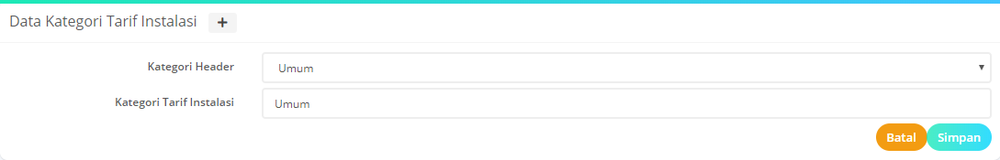 Data Kategori Tarif Instalasi +
Kategori Header Umum
Kategori Tarif Instalasi Umum
Batal Simpan